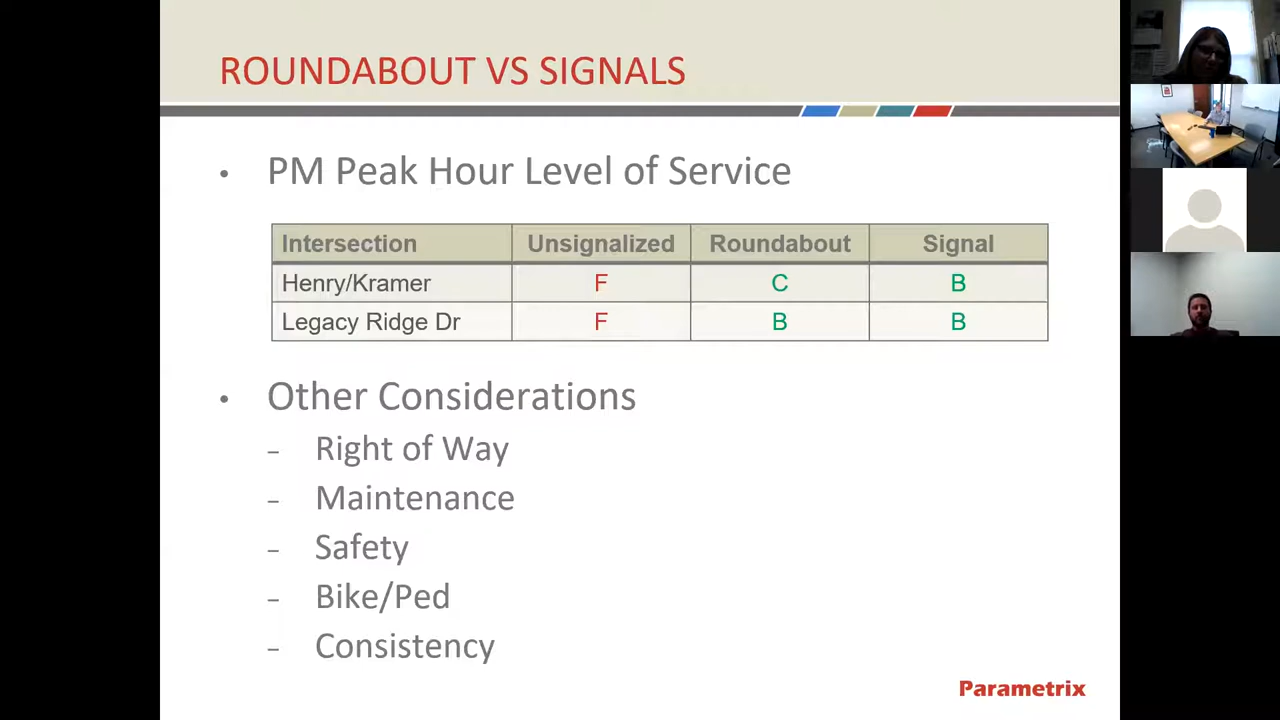 ROUNDABOUT VS SIGNALS
• PM Peak Hour Level of Service
Intersection Unsignalized Roundabout Signal
Henry/Kramer F C B
Legacy Ridge Dr F B B
• Other Considerations
– Right of Way
– Maintenance
– Safety
– Bike/Ped
– Consistency
Parametrix